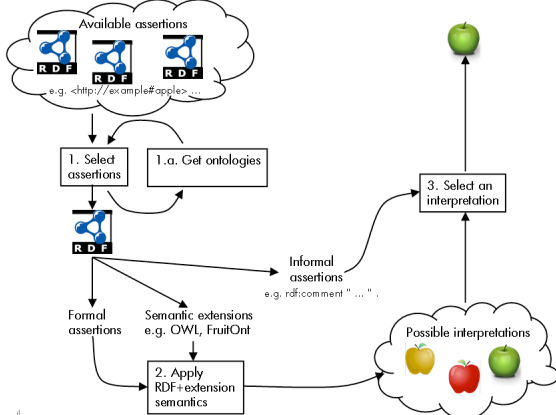 Available assertions
RDF
RDF
RDF
e.g. <http://example#apple> ...
1. Select
assertions
1.a. Get ontologies
RDF
3. Select an
interpretation
Informal
assertions
e.g. rdf:comment " ... " .
Formal
assertions
Semantic extensions
e.g. OWL, FruitOnt
Possible interpretations
2. Apply
RDF+extension
semantics
4